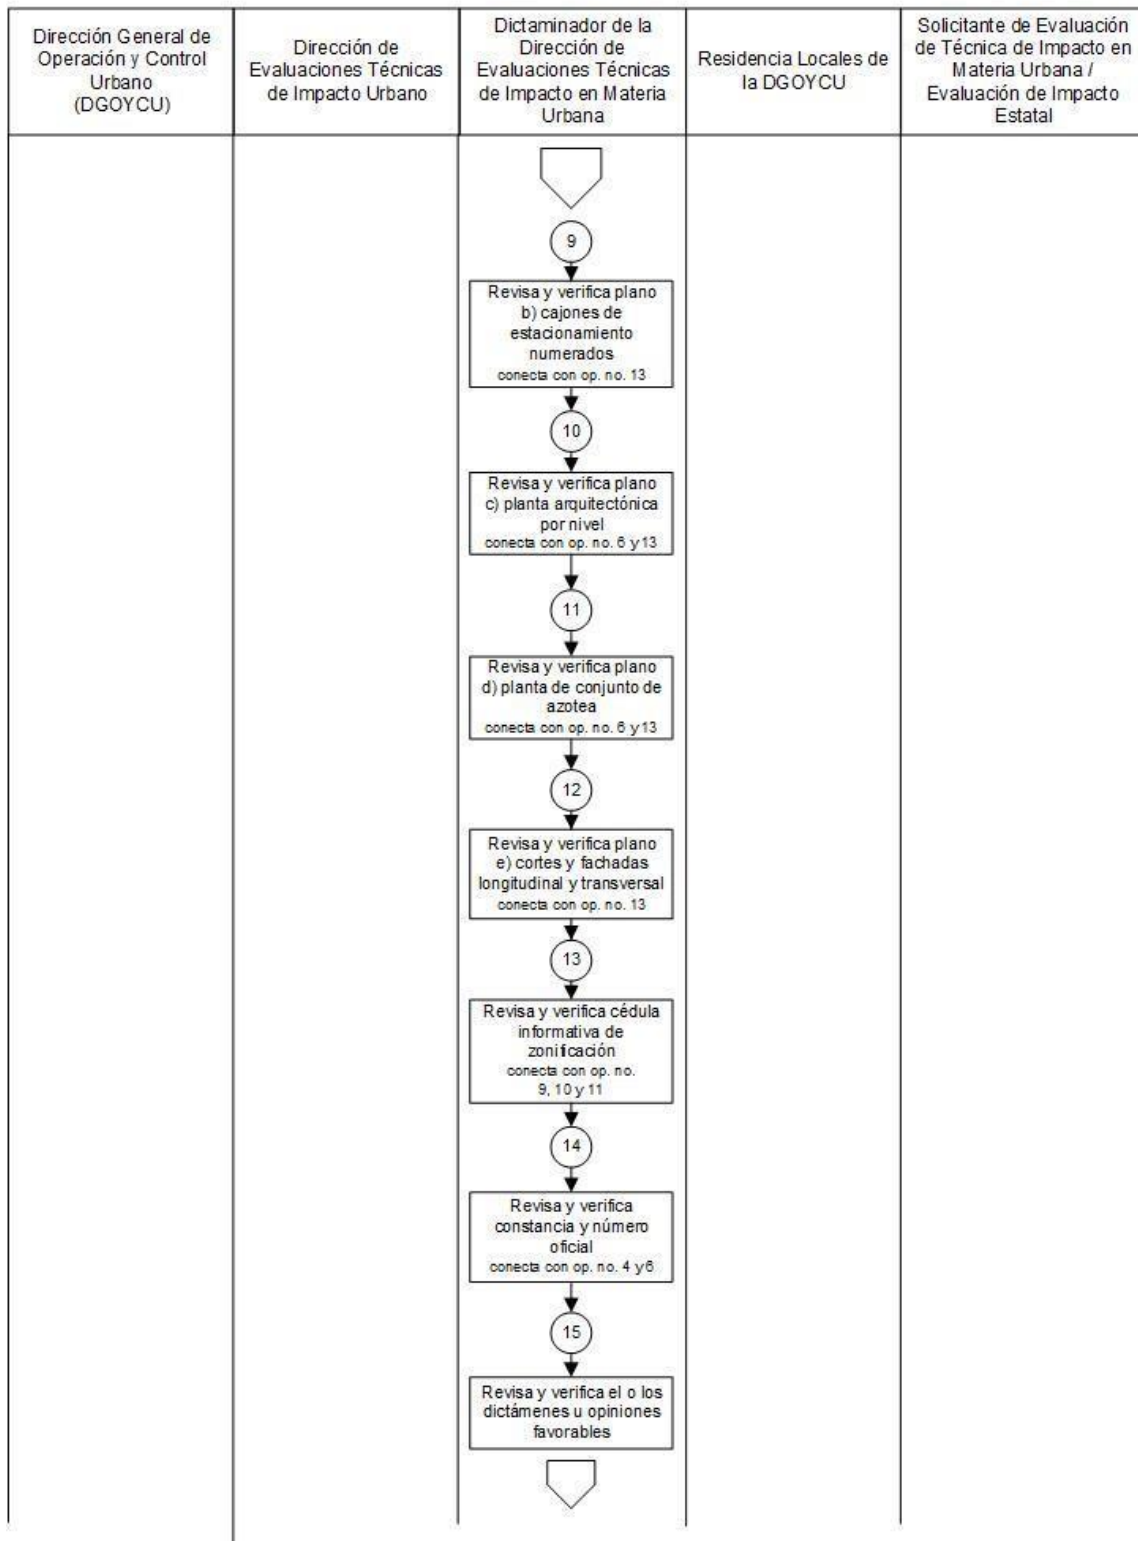 Dirección General de
Operación y Control
Urbano
(DGOYCU)
Dirección de
Evaluaciones Técnicas
de Impacto Urbano
Dictaminador de la
Dirección de
Evaluaciones Técnicas
de Impacto en Materia
Urbana
Residencia Locales de
la DGOYCU
Solicitante de Evaluación
de Técnica de Impacto en
Materia Urbana /
Evaluación de Impacto
Estatal
9
Revisa y verifica plano
b) cajones de
estacionamiento
numerados
conecta con op. no. 13
10
Revisa y verifica plano
c) planta arquitectónica
por nivel
conecta con op. no. 6 y 13
11
Revisa y verifica plano
d) planta de conjunto de
azotea
conecta con op. no. 6 y 13
12
Revisa y verifica plano
e) cortes y fachadas
longitudinal y transversal
conecta con op. no. 13
13
Revisa y verifica cédula
informativa de
zonificación
conecta con op. no.
9, 10 y 11
14
Revisa y verifica
constancia y número
oficial
conecta con op. no. 4 y 6
15
Revisa y verifica el o los
dictámenes u opiniones
favorables